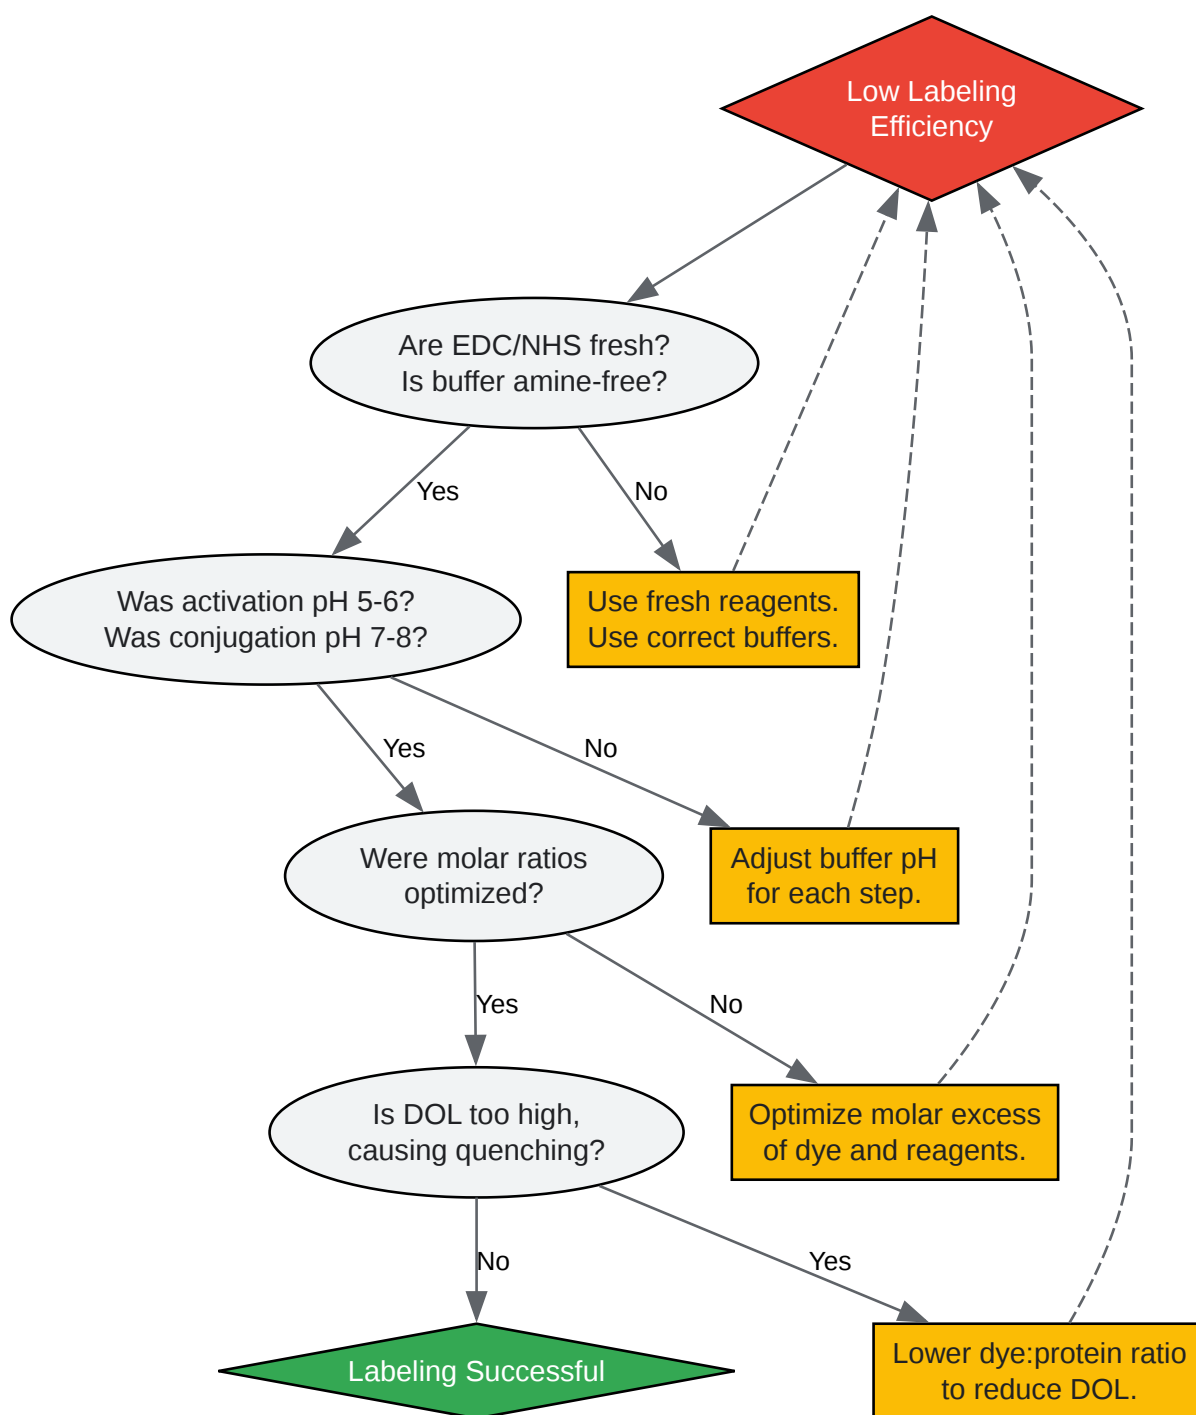 Low Labeling
Efficiency
Are EDC/NHS fresh?
Is buffer amine-free?
Yes
No
Was activation pH 5-6?
Was conjugation pH 7-8?
Use fresh reagents.
Use correct buffers.
Yes
No
Were molar ratios
optimized?
Adjust buffer pH
for each step.
Yes
No
Is DOL too high,
causing quenching?
Optimize molar excess
of dye and reagents.
No
Yes
Labeling Successful
Lower dye:protein ratio
to reduce DOL.